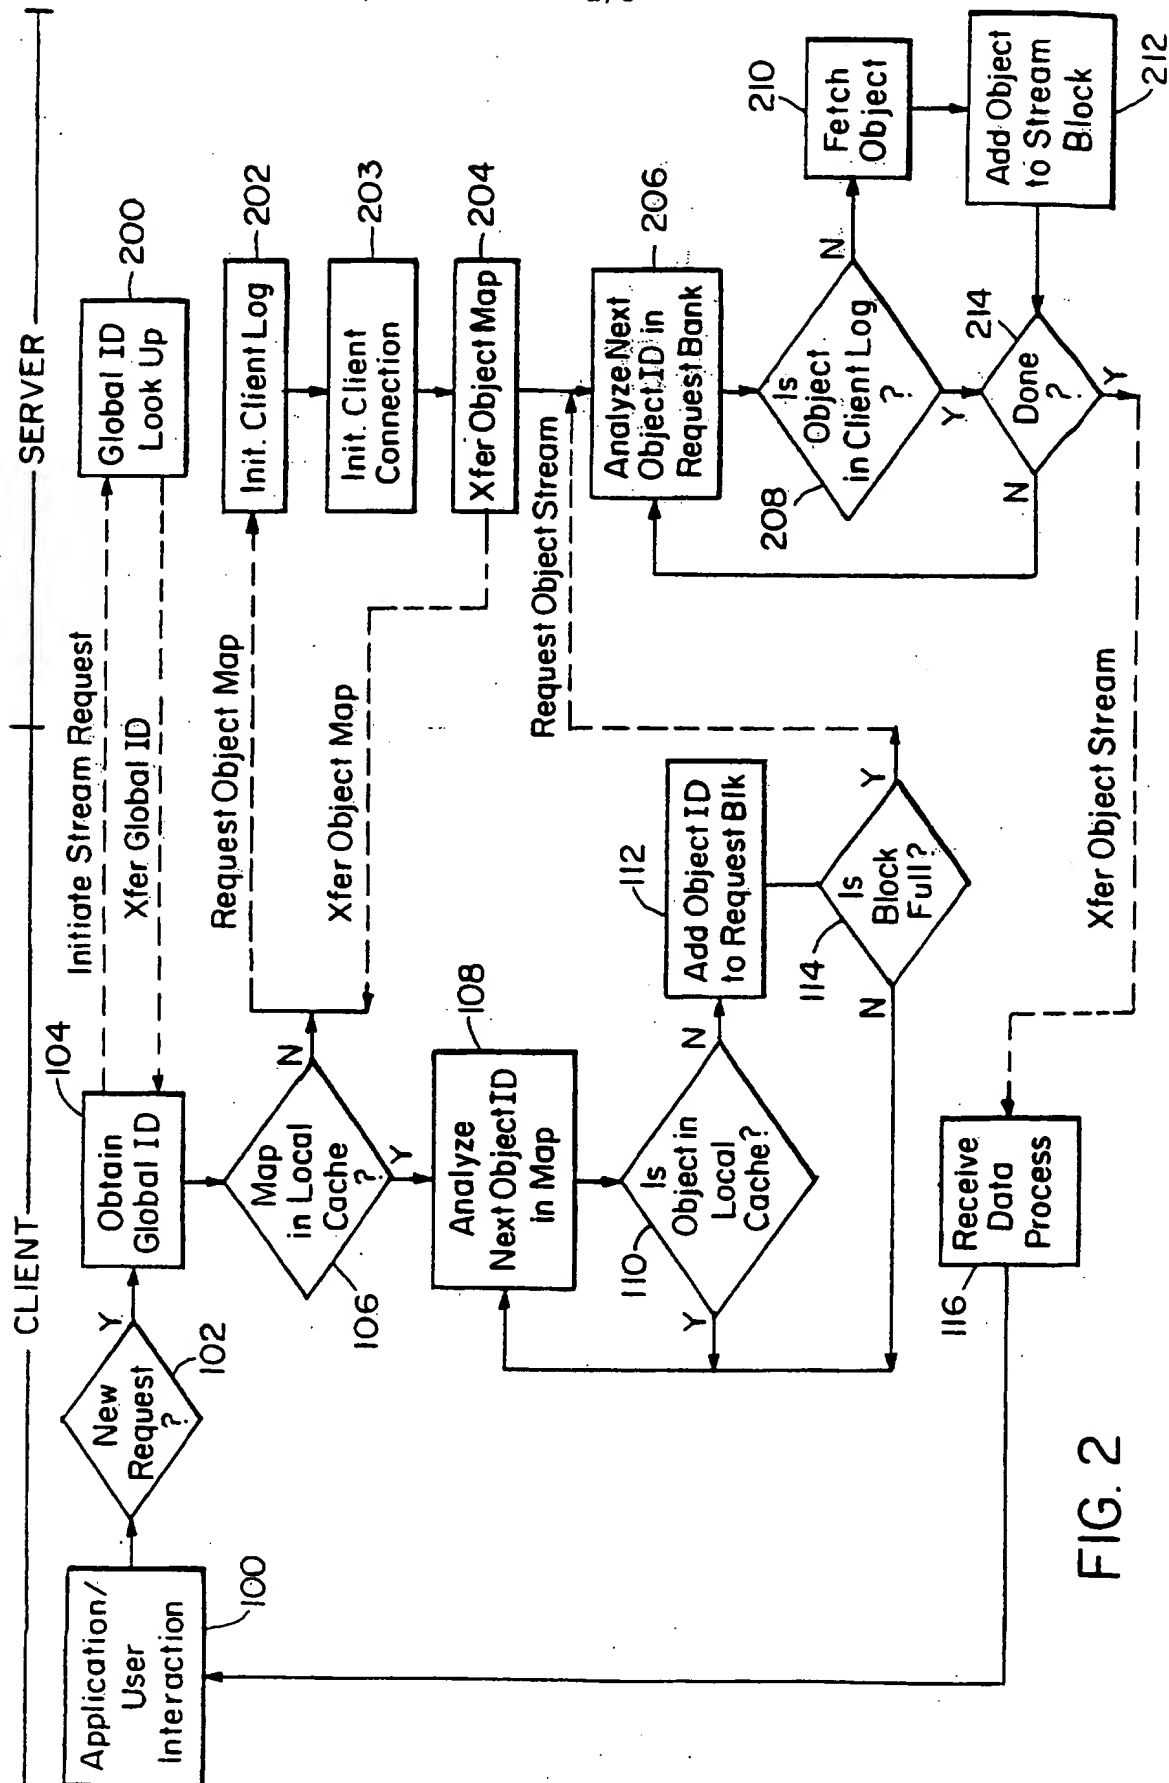 CLIENT
SERVER
Application/
User
Interaction
100
New
Request
?
102
Y
Obtain
Global ID
104
Initiate Stream Request
Xfer Global ID
Global ID
Look Up
200
Map
in Local
Cache
?
106
N
Y
Request Object Map
Xfer Object Map
Init. Client Log
202
Init. Client
Connection
203
Xfer Object Map
204
Analyze
Next Object ID
in Map
108
Is
Object in
Local
Cache?
110
Y
N
Add Object ID
to Request Blk
112
Is
Block
Full?
114
N
Y
Request Object Stream
Analyze Next
Object ID in
Request Bank
206
Is
Object
in Client Log
?
208
N
Y
Fetch
Object
210
Add Object
to Stream
Block
212
Done
?
214
N
Y
Xfer Object Stream
Receive
Data
Process
116
FIG. 2